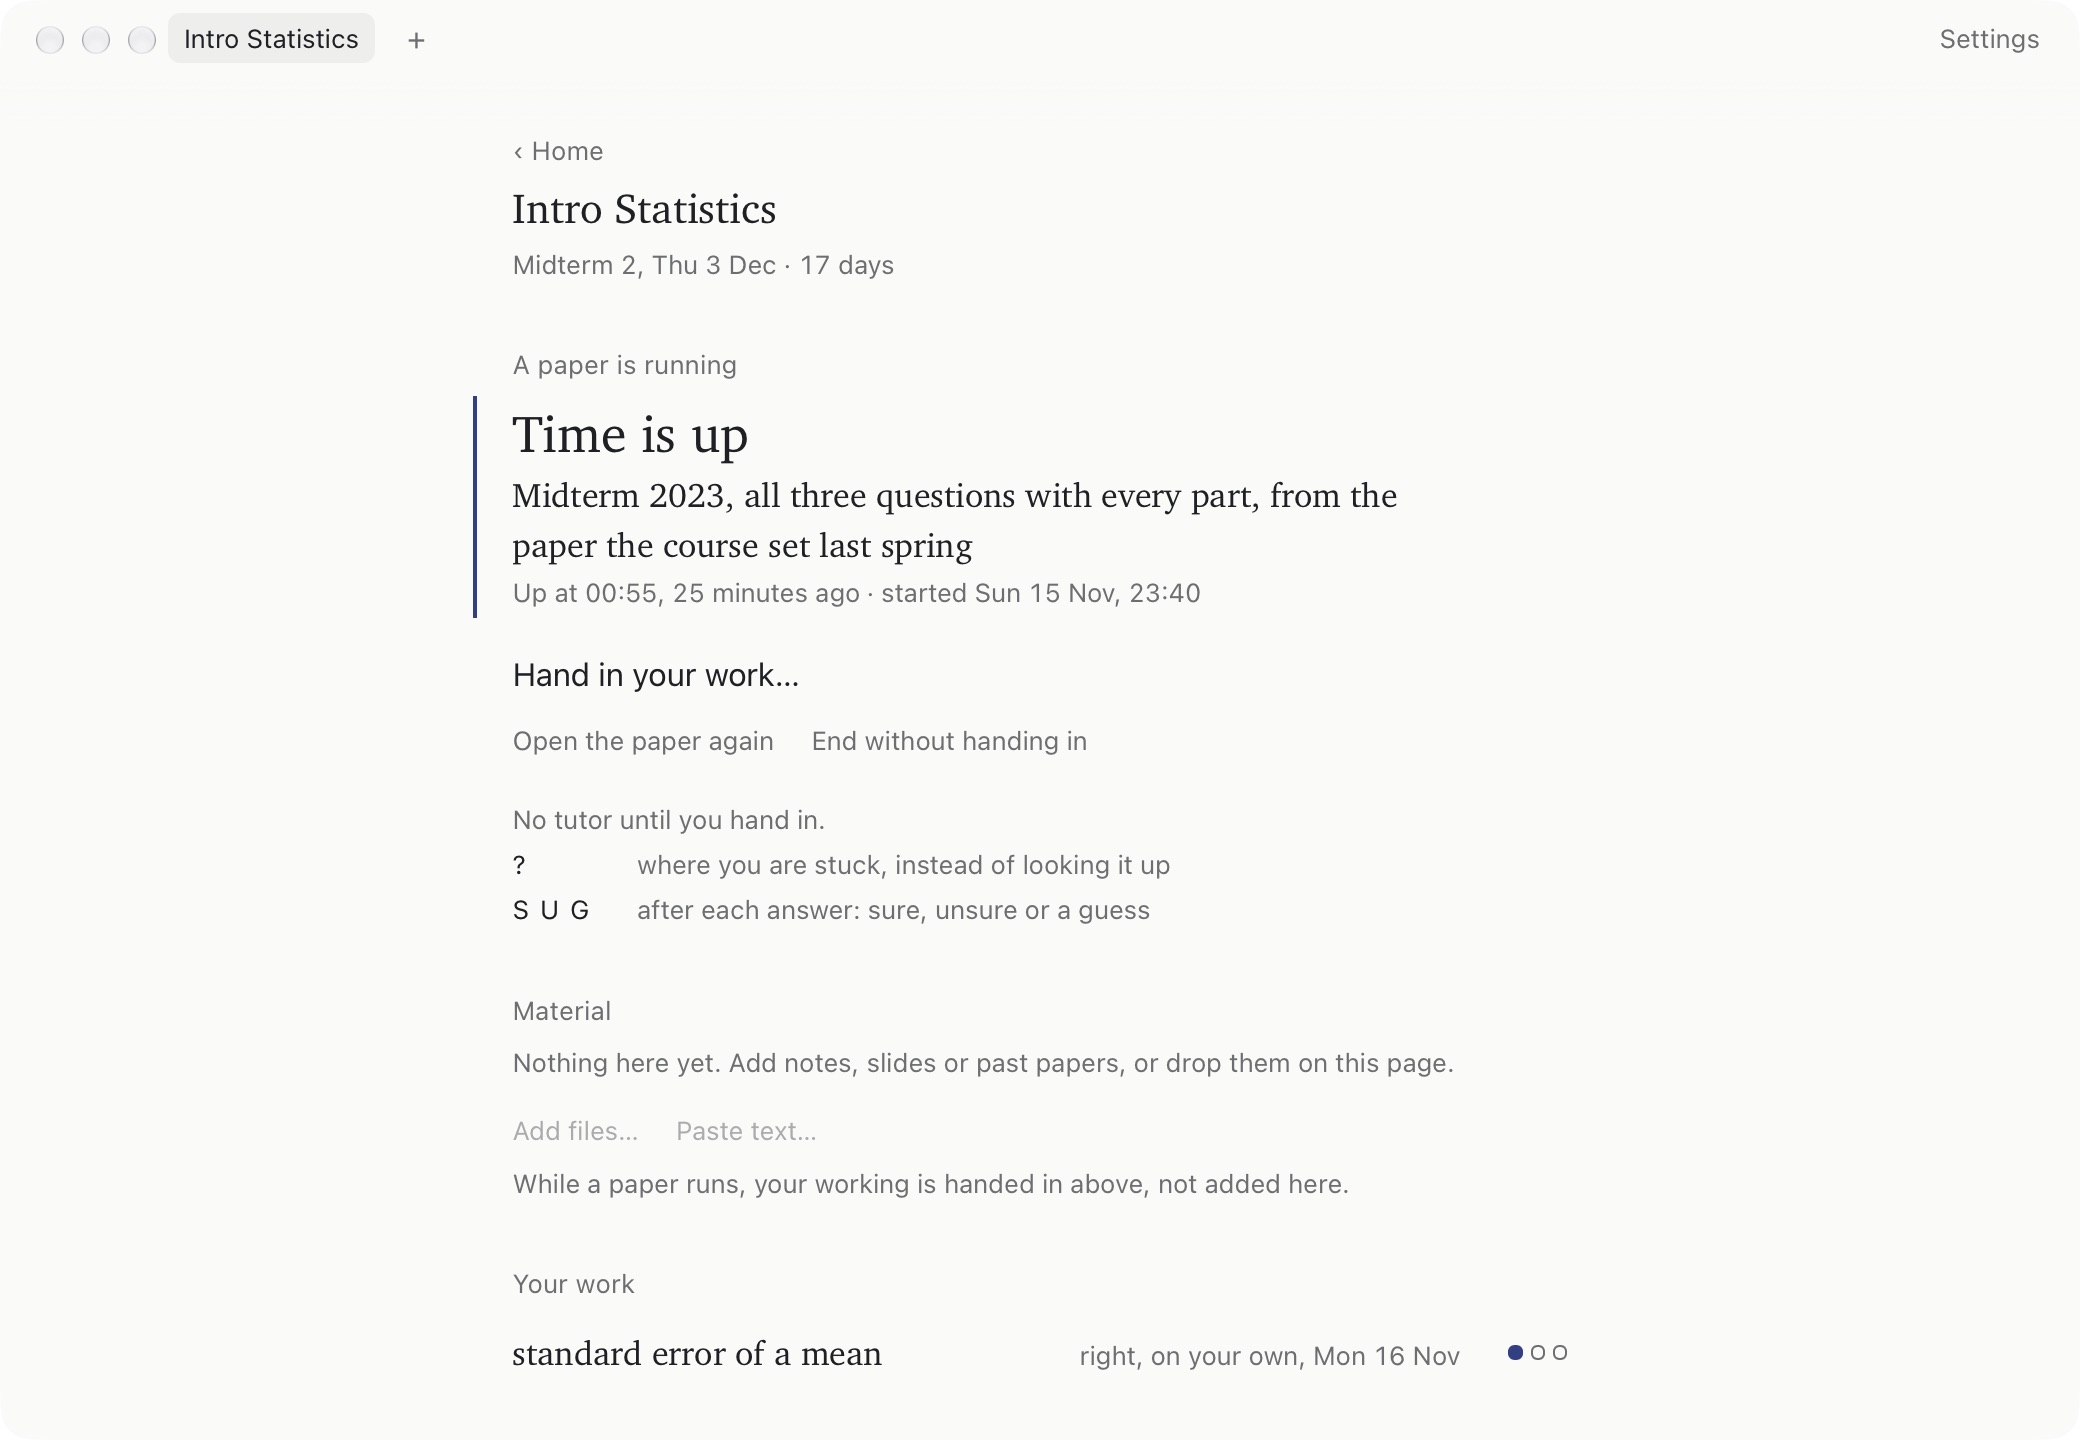 Intro Statistics
+
Settings
‹ Home
Intro Statistics
Midterm 2, Thu 3 Dec · 17 days
A paper is running
Time is up
Midterm 2023, all three questions with every part, from the
paper the course set last spring
Up at 00:55, 25 minutes ago · started Sun 15 Nov, 23:40
Hand in your work…
Open the paper again End without handing in
No tutor until you hand in.
? where you are stuck, instead of looking it up
S U G after each answer: sure, unsure or a guess
Material
Nothing here yet. Add notes, slides or past papers, or drop them on this page.
Add files… Paste text…
While a paper runs, your working is handed in above, not added here.
Your work
standard error of a mean right, on your own, Mon 16 Nov